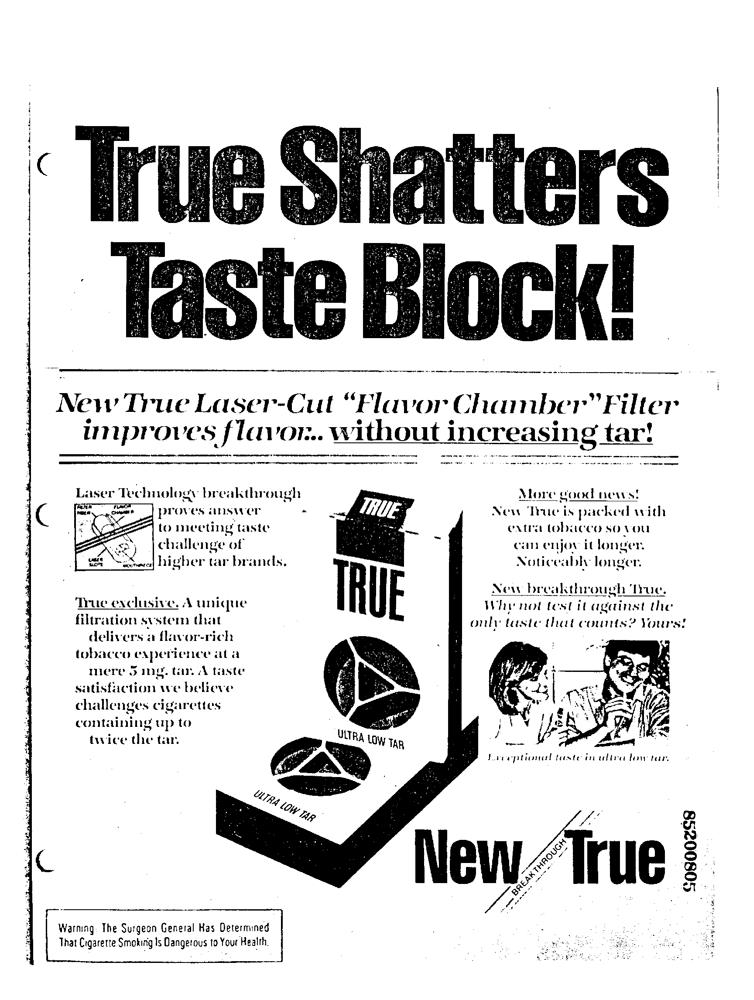 True Shatters
Taste Block!
New True Laser-Cut “Flavor Chamber” Filter
improves flavor... without increasing tar!
Laser Technology breakthrough
proves answer
to meeting taste
challenge of
higher tar brands.
FILTER
FIBER
FLAVOR
CHAMBER
LASER
SLOTS
MOUTHPIECE
True exclusive. A unique
filtration system that
delivers a flavor-rich
tobacco experience at a
mere 5 mg. tar. A taste
satisfaction we believe
challenges cigarettes
containing up to
twice the tar.
TRUE
TRUE
ULTRA LOW TAR
ULTRA LOW TAR
More good news!
New True is packed with
extra tobacco so you
can enjoy it longer.
Noticeably longer.
New breakthrough True.
Why not test it against the
only taste that counts? Yours!
Exceptional taste in ultra low tar.
New True
BREAKTHROUGH
85200805
Warning: The Surgeon General Has Determined
That Cigarette Smoking Is Dangerous to Your Health.